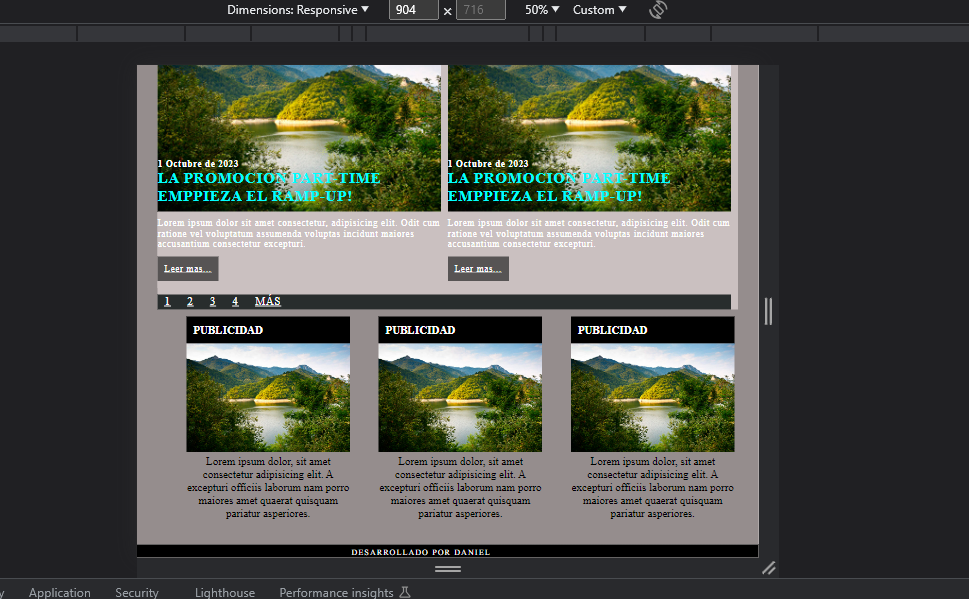 Dimensions: Responsive ▼ 904 × 716 50% ▼ Custom ▼
1 Octubre de 2023
LA PROMOCION PART TIME
EMPPIEZA EL RAMP-UP!
Lorem ipsum dolor sit amet consectetur, adipisicing elit. Odit cum
ratione vel voluptatum assumenda voluptas incidunt maiores
accusantium consectetur excepturi.
Leer mas...
1 Octubre de 2023
LA PROMOCION PART TIME
EMPPIEZA EL RAMP-UP!
Lorem ipsum dolor sit amet consectetur, adipisicing elit. Odit cum
ratione vel voluptatum assumenda voluptas incidunt maiores
accusantium consectetur excepturi.
Leer mas...
1 2 3 4 MÁS
PUBLICIDAD
Lorem ipsum dolor, sit amet
consectetur adipisicing elit. A
excepturi officiis laborum nam porro
maiores amet quaerat quisquam
pariatur asperiores.
PUBLICIDAD
Lorem ipsum dolor, sit amet
consectetur adipisicing elit. A
excepturi officiis laborum nam porro
maiores amet quaerat quisquam
pariatur asperiores.
PUBLICIDAD
Lorem ipsum dolor, sit amet
consectetur adipisicing elit. A
excepturi officiis laborum nam porro
maiores amet quaerat quisquam
pariatur asperiores.
DESARROLLADO POR DANIEL
y Application Security Lighthouse Performance insights